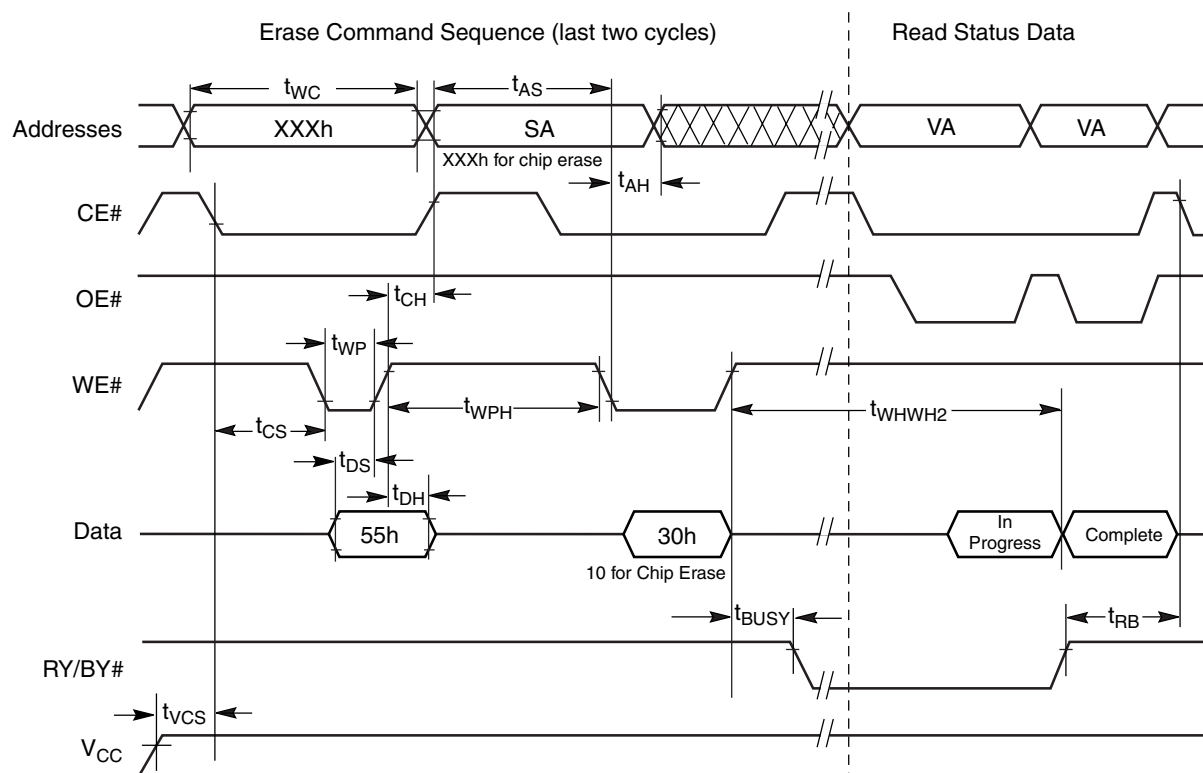 Erase Command Sequence (last two cycles)
Read Status Data
tWC
tAS
Addresses
XXXh
SA
VA
VA
XXXh for chip erase
tAH
CE#
OE#
tCH
tWP
WE#
tWPH
tWHWH2
tCS
tDS
tDH
Data
55h
30h
In
Progress
Complete
10 for Chip Erase
tBUSY
tRB
RY/BY#
tVCS
VCC